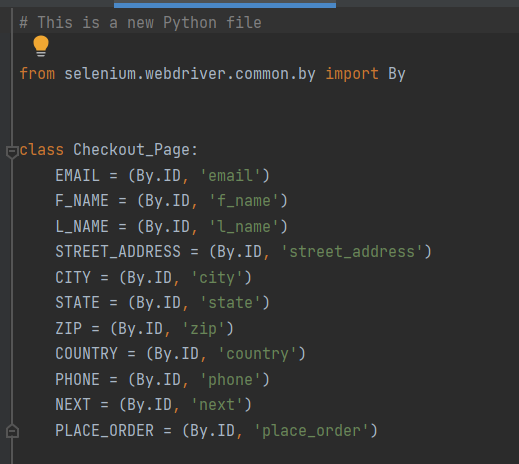 # This is a new Python file
from selenium.webdriver.common.by import By
class Checkout_Page:
EMAIL = (By.ID, 'email')
F_NAME = (By.ID, 'f_name')
L_NAME = (By.ID, 'l_name')
STREET_ADDRESS = (By.ID, 'street_address')
CITY = (By.ID, 'city')
STATE = (By.ID, 'state')
ZIP = (By.ID, 'zip')
COUNTRY = (By.ID, 'country')
PHONE = (By.ID, 'phone')
NEXT = (By.ID, 'next')
PLACE_ORDER = (By.ID, 'place_order')